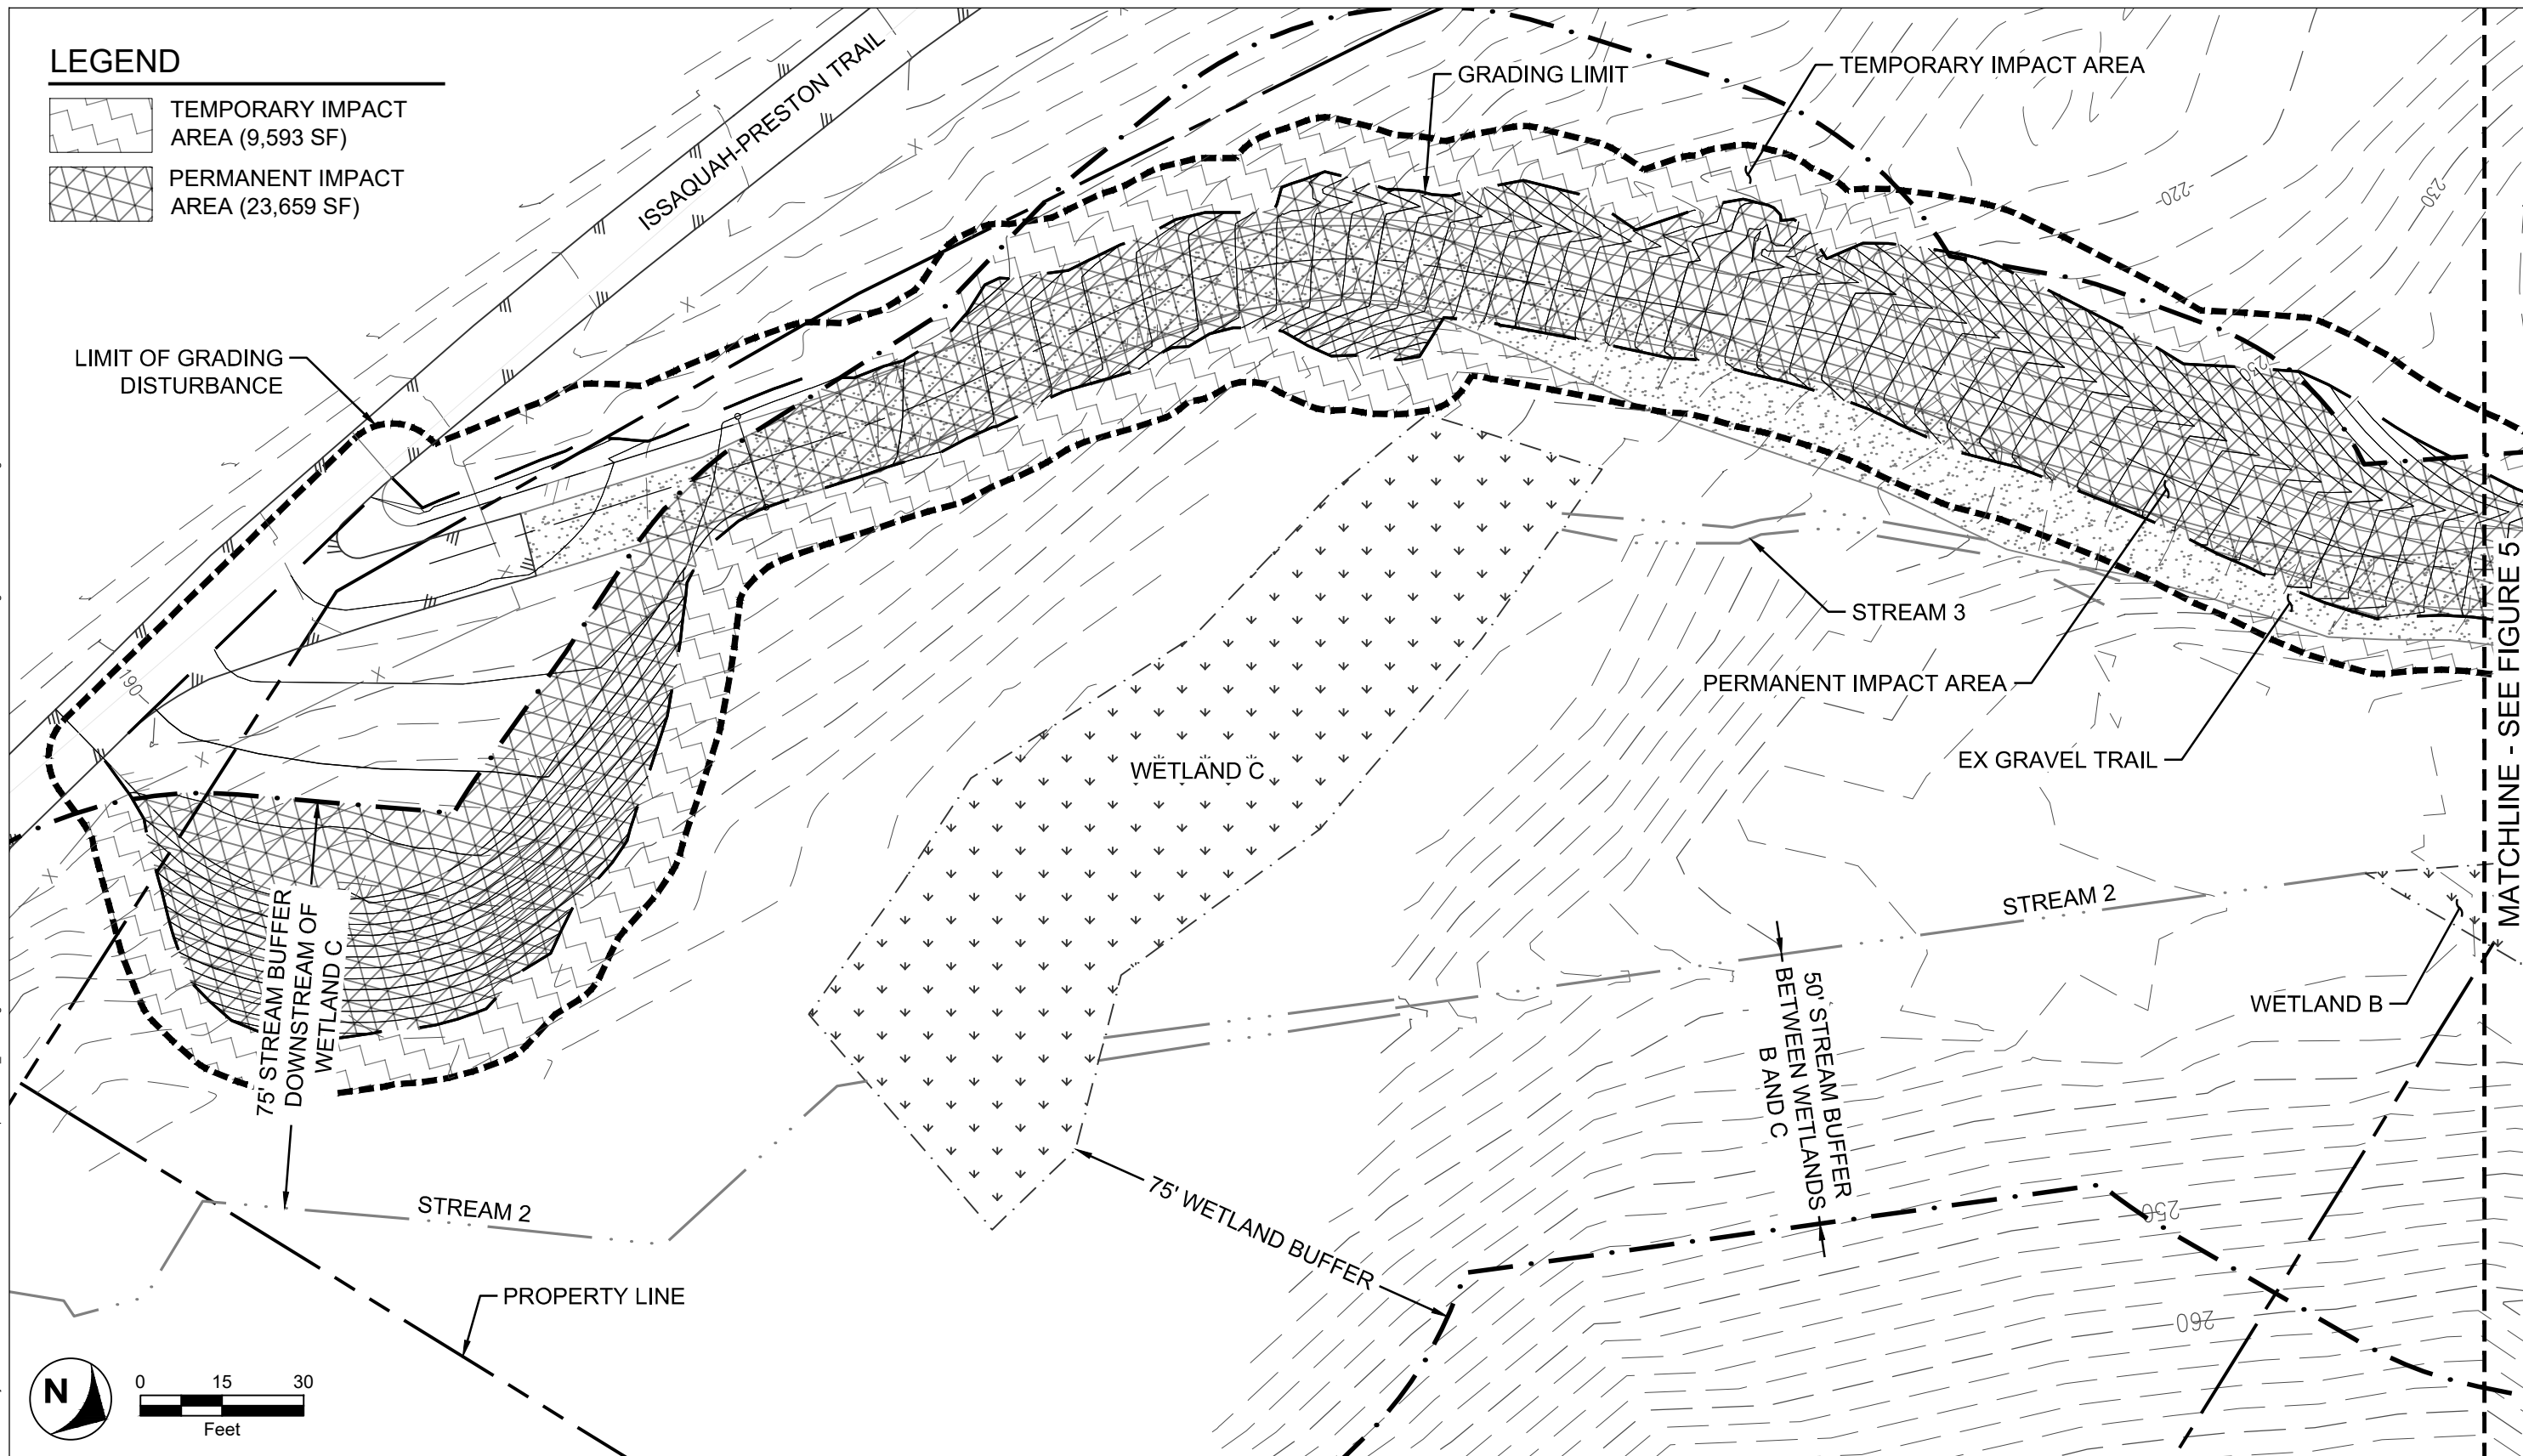 LEGEND
TEMPORARY IMPACT
AREA (9,593 SF)
PERMANENT IMPACT
AREA (23,659 SF)
ISSAQUAH-PRESTON TRAIL
GRADING LIMIT
TEMPORARY IMPACT AREA
220
230
LIMIT OF GRADING
DISTURBANCE
250
190
STREAM 3
PERMANENT IMPACT AREA
EX GRAVEL TRAIL
MATCHLINE - SEE FIGURE 5
WETLAND C
STREAM 2
WETLAND B
75' STREAM BUFFER
DOWNSTREAM OF
WETLAND C
50' STREAM BUFFER
BETWEEN WETLANDS
B AND C
STREAM 2
75' WETLAND BUFFER
250
260
PROPERTY LINE
N
0 15 30
Feet